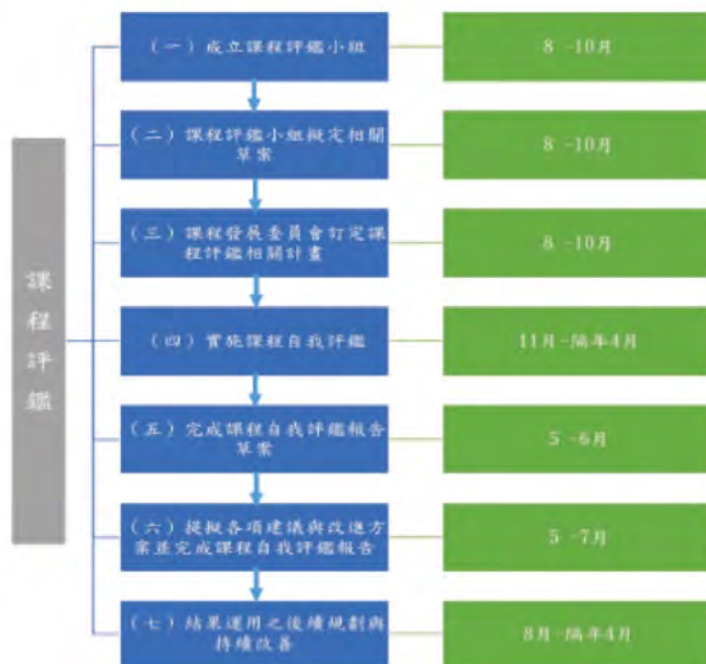 課程評鑑
（一）成立課程評鑑小組
8 -10月
（二）課程評鑑小組擬定相關
草案
8 -10月
（三）課程發展委員會訂定課
程評鑑相關計畫
8 -10月
（四）實施課程自我評鑑
11月-隔年4月
（五）完成課程自我評鑑報告
草案
5 -6月
（六）提擬各項建議與改進方
案並完成課程自我評鑑報告
5 -7月
（七）結果運用之後續規劃與
持續改善
8月-隔年4月